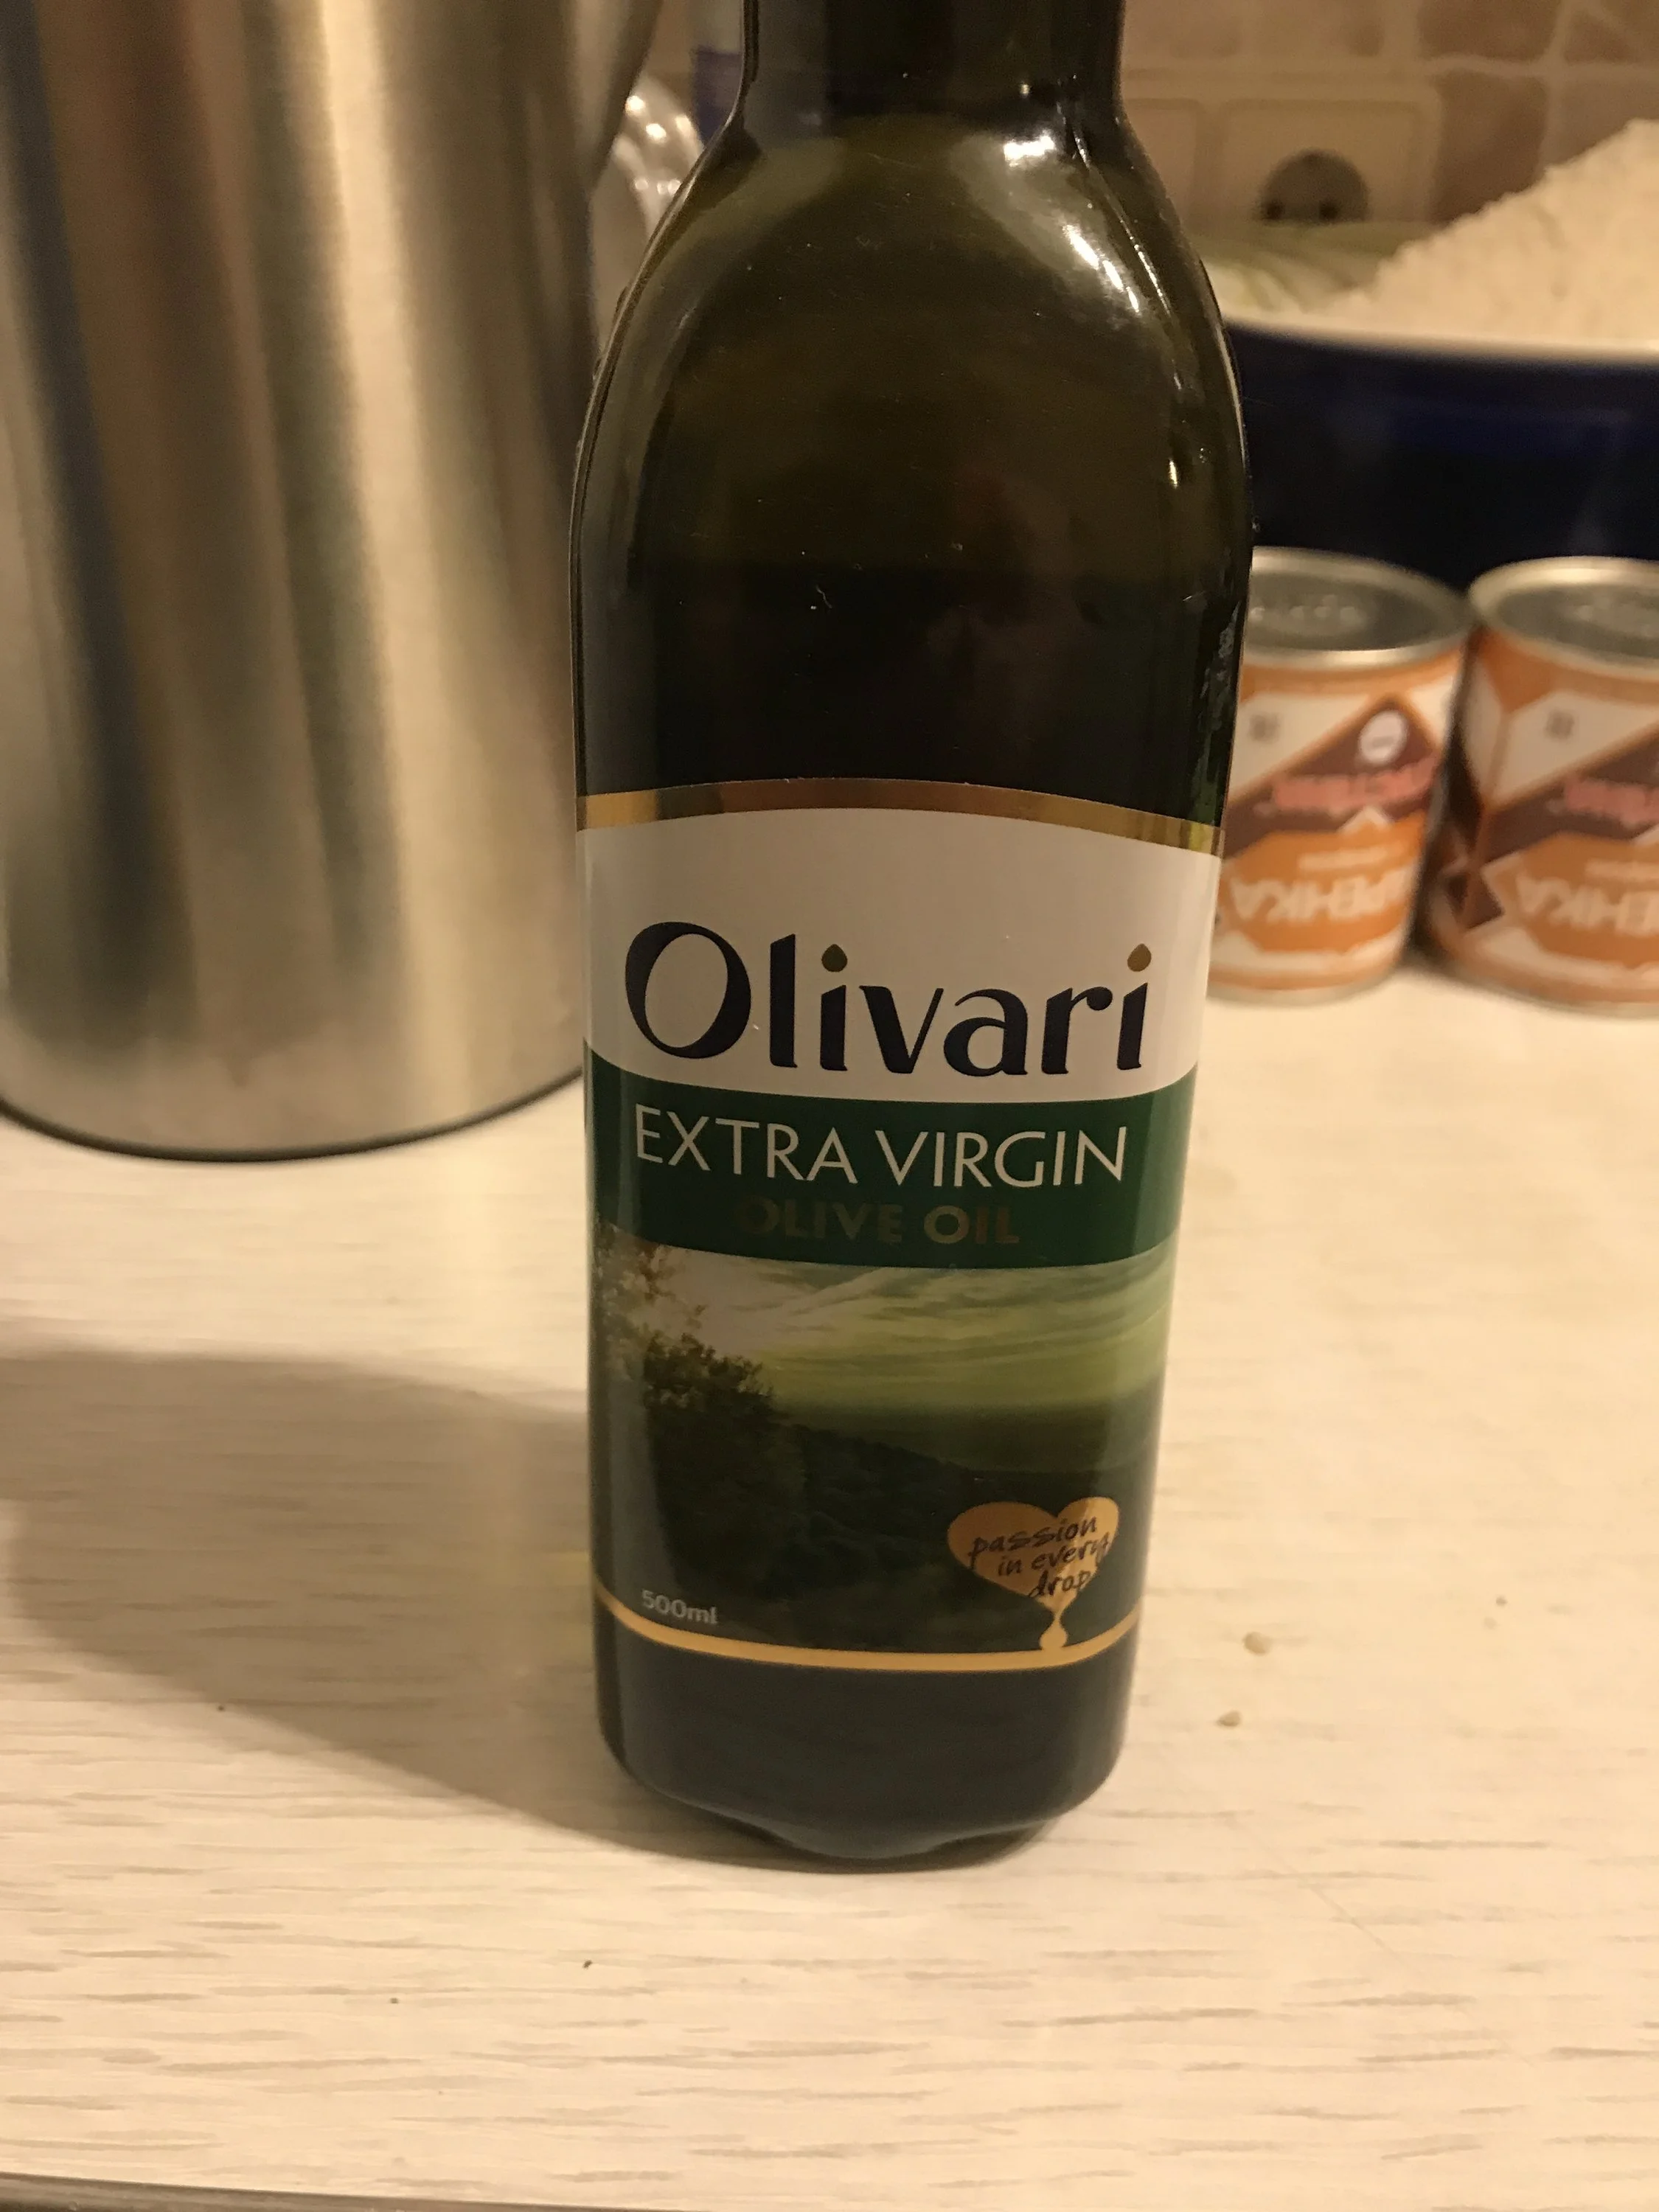 Olivari
EXTRA VIRGIN
OLIVE OIL
passion
in every
drop
500ml